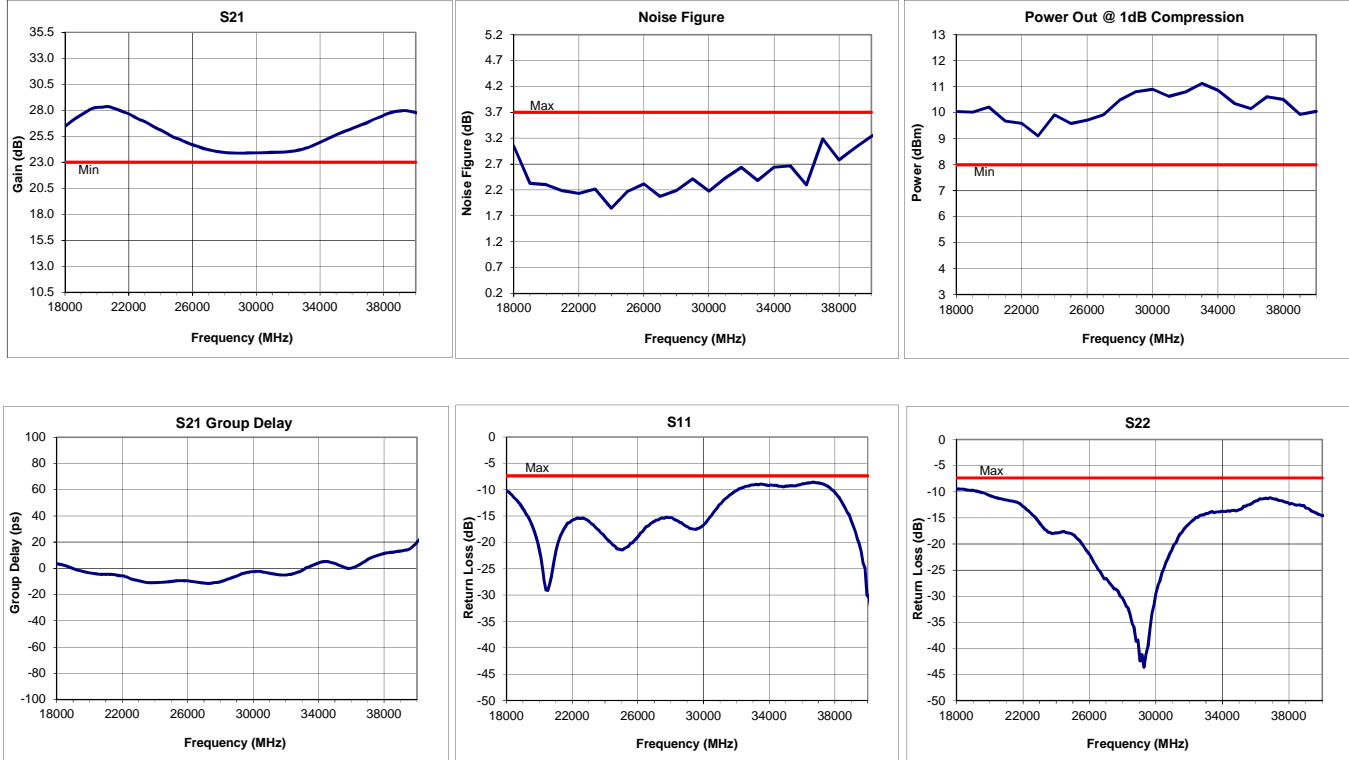 S21
35.5
33.0
30.5
28.0
25.5
23.0
20.5
18.0
15.5
13.0
10.5
Gain (dB)
Min
18000 22000 26000 30000 34000 38000
Frequency (MHz)
Noise Figure
5.2
4.7
4.2
3.7
3.2
2.7
2.2
1.7
1.2
0.7
0.2
Noise Figure (dB)
Max
18000 22000 26000 30000 34000 38000
Frequency (MHz)
Power Out @ 1dB Compression
13
12
11
10
9
8
7
6
5
4
3
Power (dBm)
Min
18000 22000 26000 30000 34000 38000
Frequency (MHz)
S21 Group Delay
100
80
60
40
20
0
-20
-40
-60
-80
-100
Group Delay (ps)
18000 22000 26000 30000 34000 38000
Frequency (MHz)
S11
0
-5
-10
-15
-20
-25
-30
-35
-40
-45
-50
Return Loss (dB)
Max
18000 22000 26000 30000 34000 38000
Frequency (MHz)
S22
0
-5
-10
-15
-20
-25
-30
-35
-40
-45
-50
Return Loss (dB)
Max
18000 22000 26000 30000 34000 38000
Frequency (MHz)